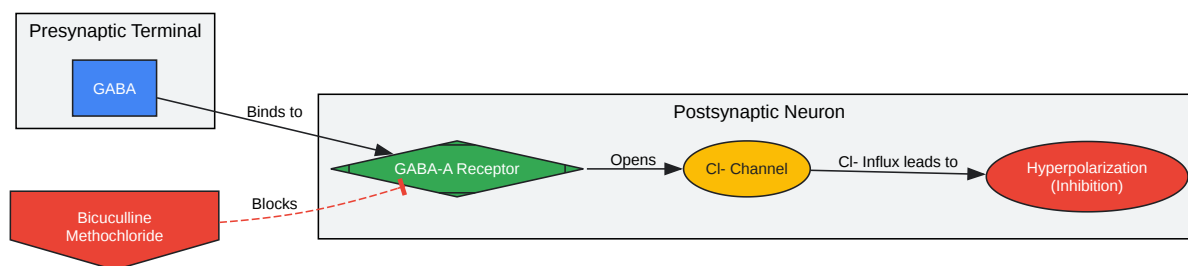 Presynaptic Terminal
GABA
Binds to
Postsynaptic Neuron
GABA-A Receptor
Opens
Cl- Channel
Cl- Influx leads to
Hyperpolarization
(Inhibition)
Blocks
Bicuculline
Methochloride